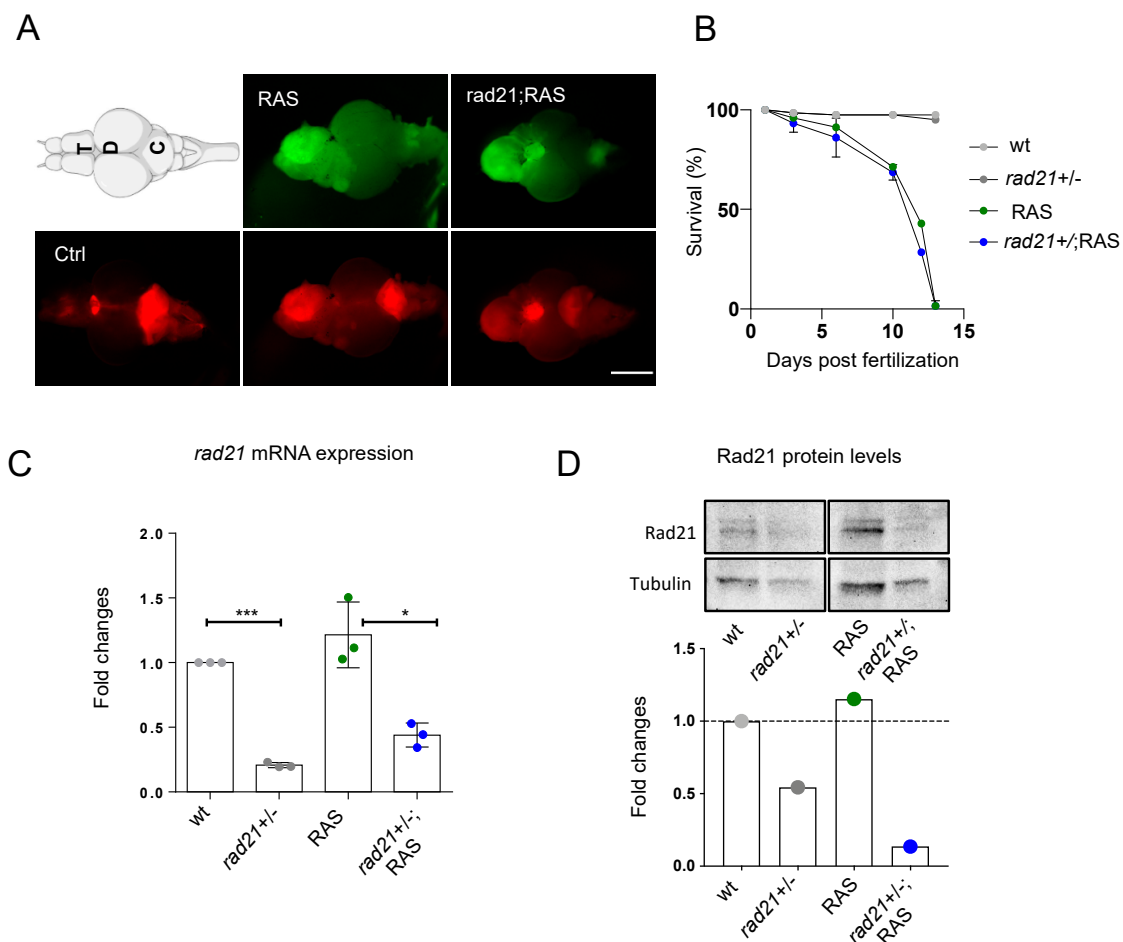 A
T
D
C
RAS
rad21;RAS
Ctrl
B
100
50
0
Survival (%)
0
5
10
15
Days post fertilization
wt
rad21+/-
RAS
rad21+/;RAS
C
rad21 mRNA expression
2.0
1.5
1.0
0.5
0.0
Fold changes
***
*
wt
rad21+/-
RAS
rad21+/-;
RAS
D
Rad21 protein levels
Rad21
Tubulin
wt
rad21+/-
RAS
rad21+/;
RAS
1.5
1.0
0.5
0.0
Fold changes
wt
rad21+/-
RAS
rad21+/-;
RAS